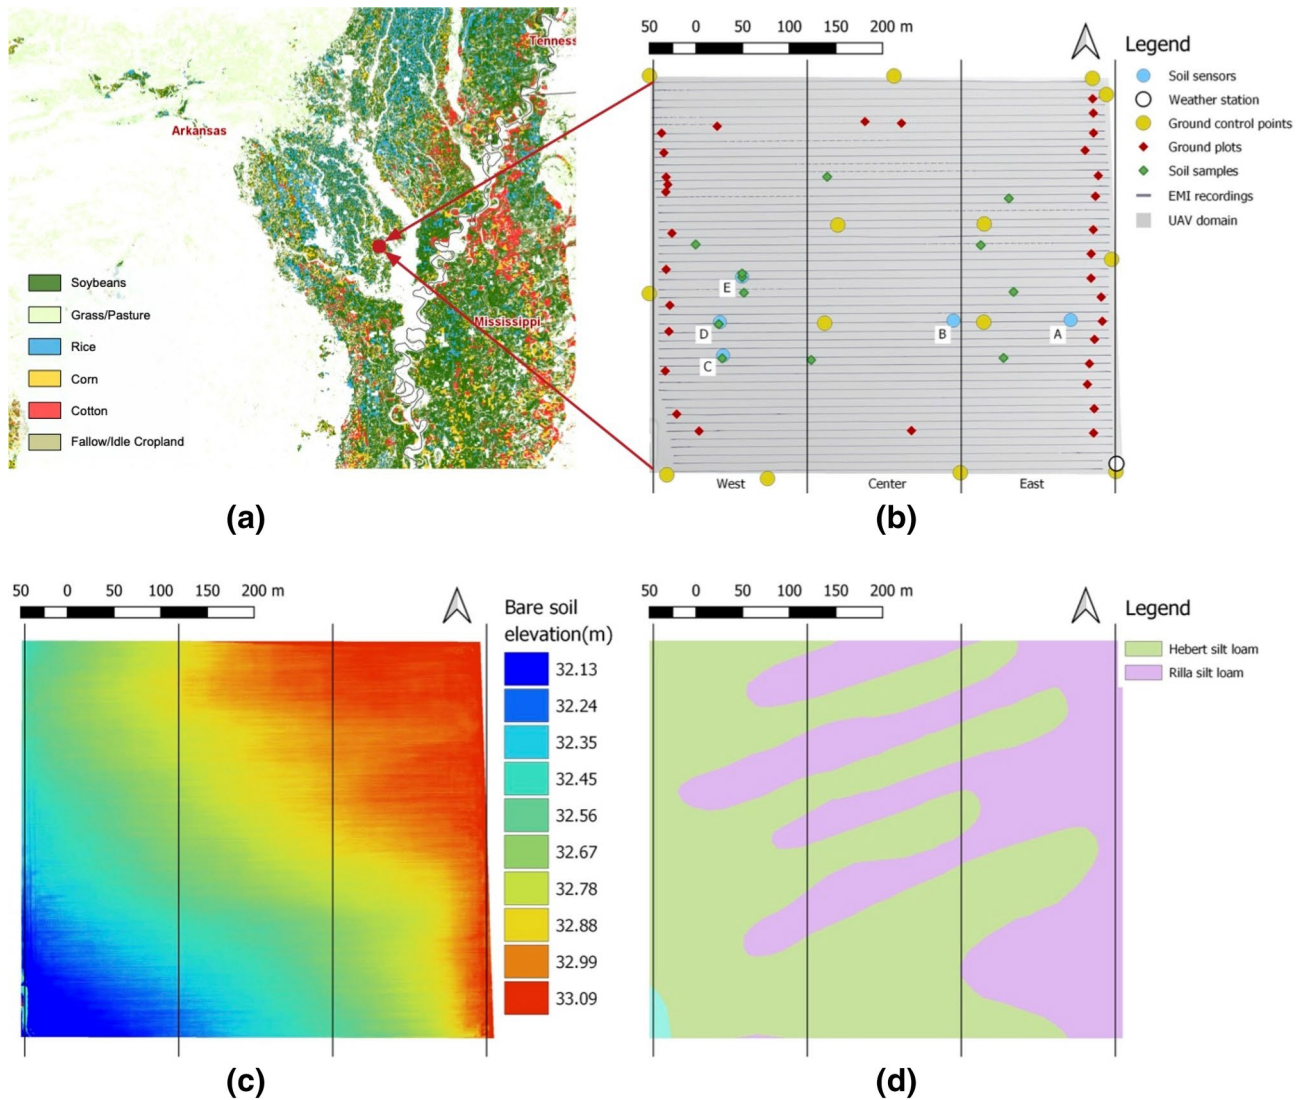 Tenness
Arkansas
Mississippi
Soybeans
Grass/Pasture
Rice
Corn
Cotton
Fallow/Idle Cropland
(a)
50 0 50 100 150 200 m
E
D
C
B
A
West Center East
Legend
Soil sensors
Weather station
Ground control points
Ground plots
Soil samples
EMI recordings
UAV domain
(b)
50 0 50 100 150 200 m
Bare soil
elevation(m)
32.13
32.24
32.35
32.45
32.56
32.67
32.78
32.88
32.99
33.09
(c)
50 0 50 100 150 200 m
Legend
Hebert silt loam
Rilla silt loam
(d)